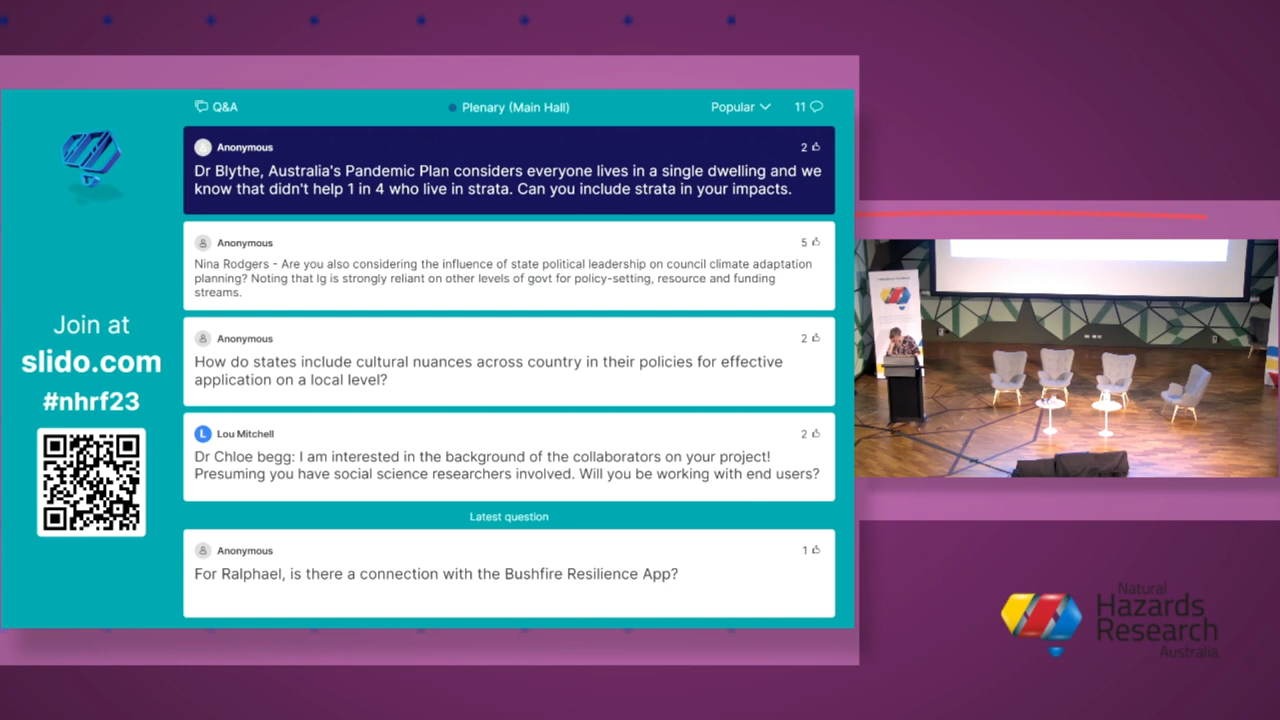 Q&A
Plenary (Main Hall)
Popular
11
Anonymous
2
Dr Blythe, Australia's Pandemic Plan considers everyone lives in a single dwelling and we
know that didn't help 1 in 4 who live in strata. Can you include strata in your impacts.
Anonymous
5
Nina Rodgers - Are you also considering the influence of state political leadership on council climate adaptation
planning? Noting that lg is strongly reliant on other levels of govt for policy-setting, resource and funding
streams.
Anonymous
2
How do states include cultural nuances across country in their policies for effective
application on a local level?
L
Lou Mitchell
2
Dr Chloe begg: I am interested in the background of the collaborators on your project!
Presuming you have social science researchers involved. Will you be working with end users?
Latest question
Anonymous
1
For Ralphael, is there a connection with the Bushfire Resilience App?
Join at
slido.com
#nhrf23
Natural
Hazards
Research
Australia